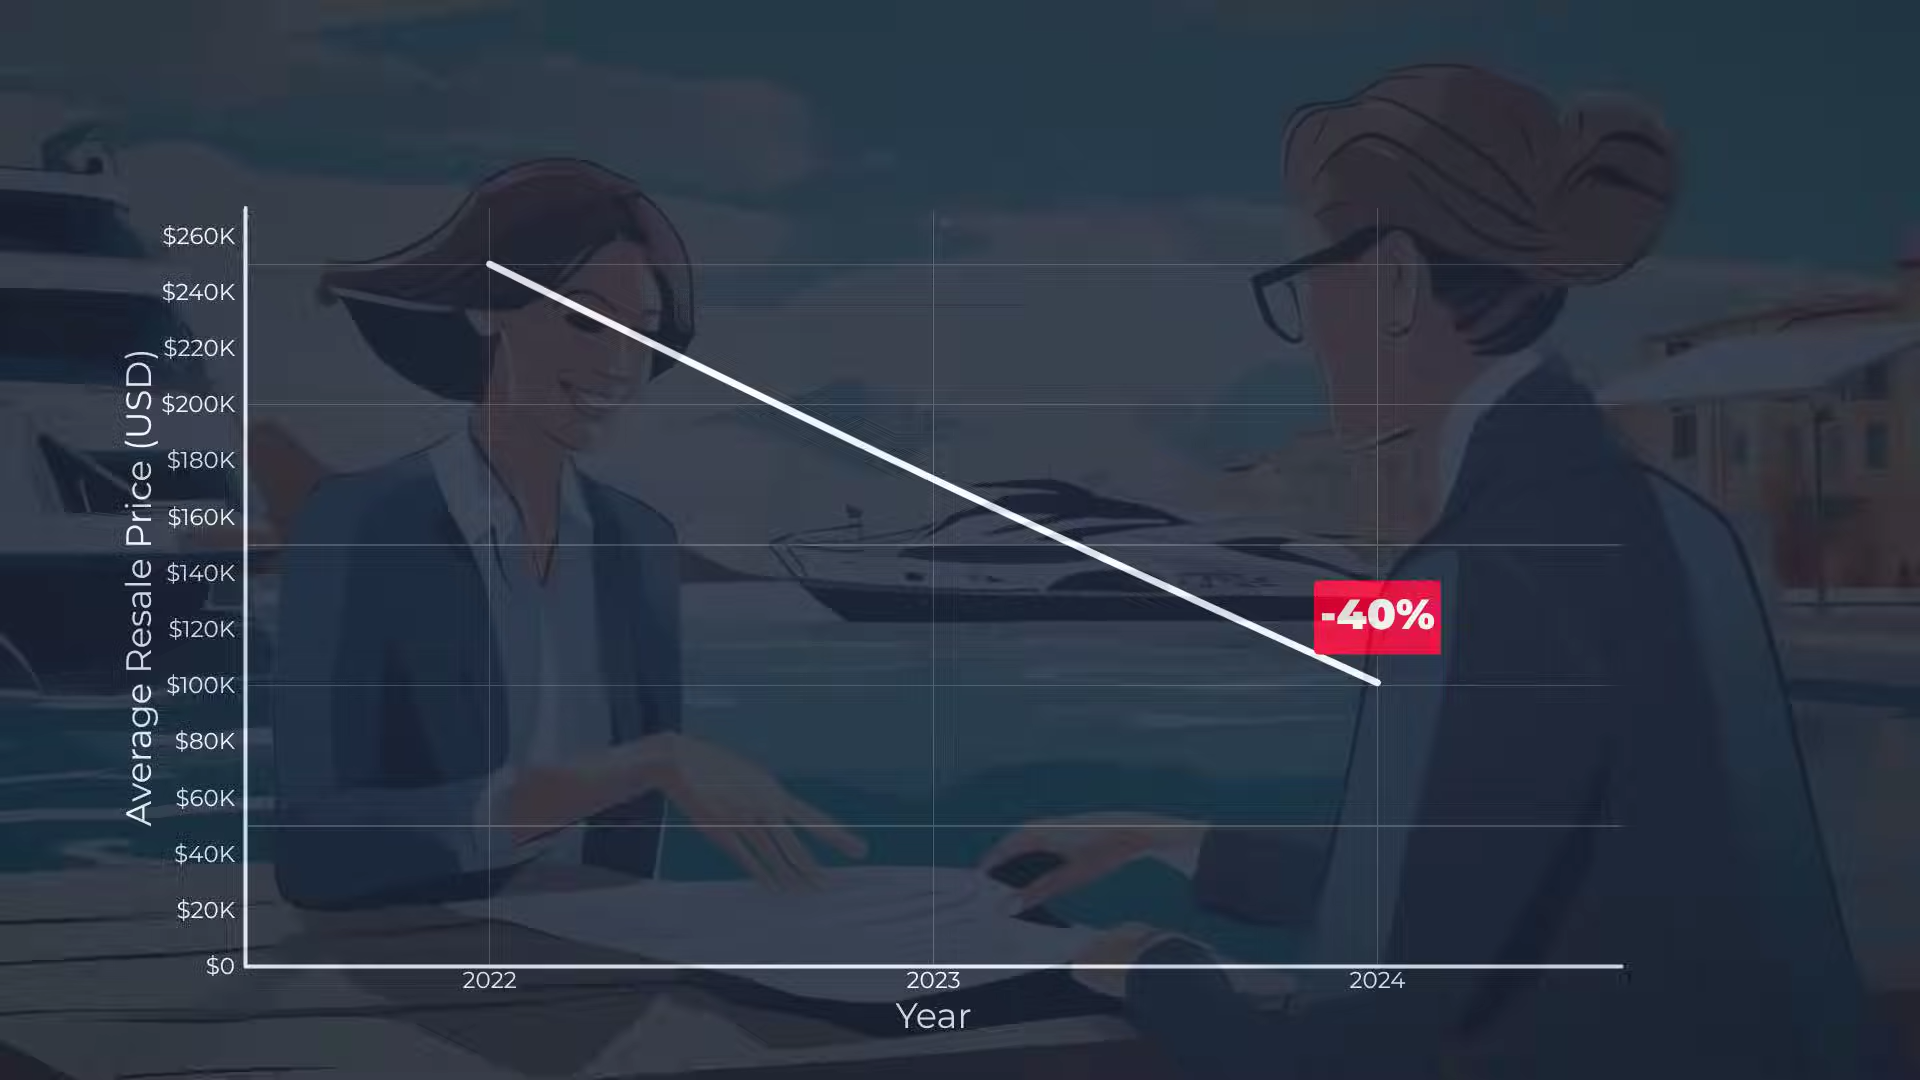 Average Resale Price (USD)
$260K
$240K
$220K
$200K
$180K
$160K
$140K
$120K
$100K
$80K
$60K
$40K
$20K
$0
-40%
2022
2023
2024
Year